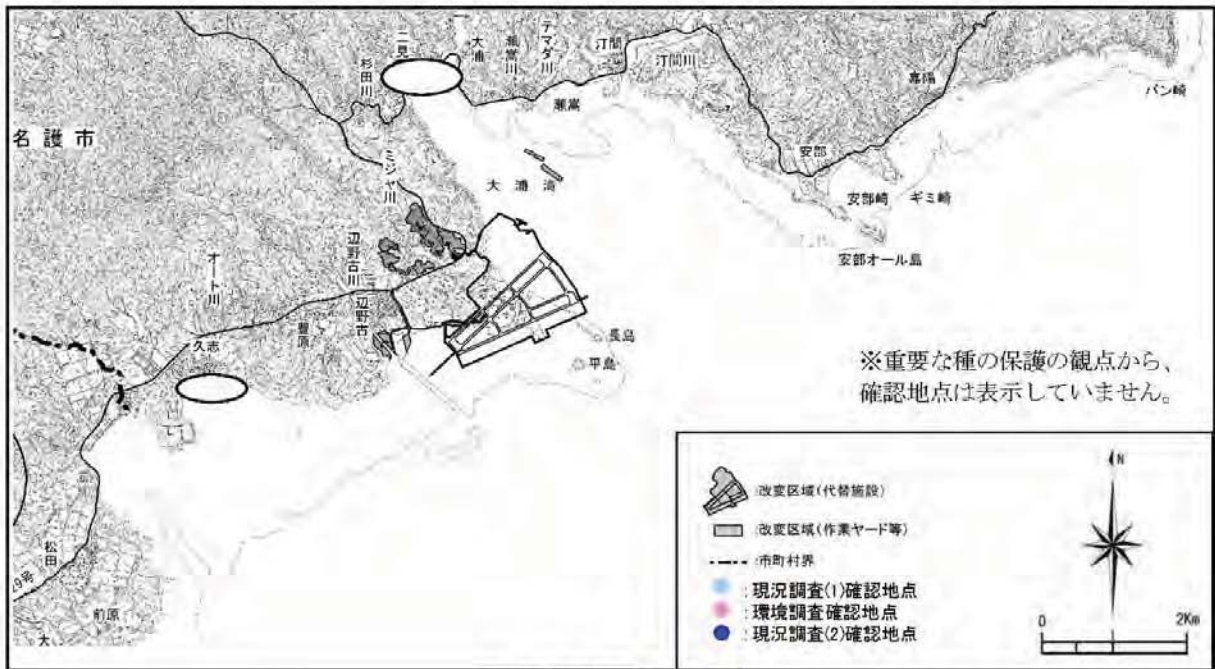 二見
大浦
瀬嵩川
テマダ川
汀間
汀間川
杉田川
嘉陽
バン崎
瀬嵩
名護市
安部
ミジャ川
大浦湾
安部崎
ギミ崎
安部オール島
辺野古川
辺野古
オート川
豊原
久志
長島
平島
※重要な種の保護の観点から、
確認地点は表示していません。
:改変区域(代替施設)
:改変区域(作業ヤード等)
:市町村界
:現況調査(1)確認地点
:環境調査確認地点
:現況調査(2)確認地点
N
0 2Km
松田
29号
前原
大